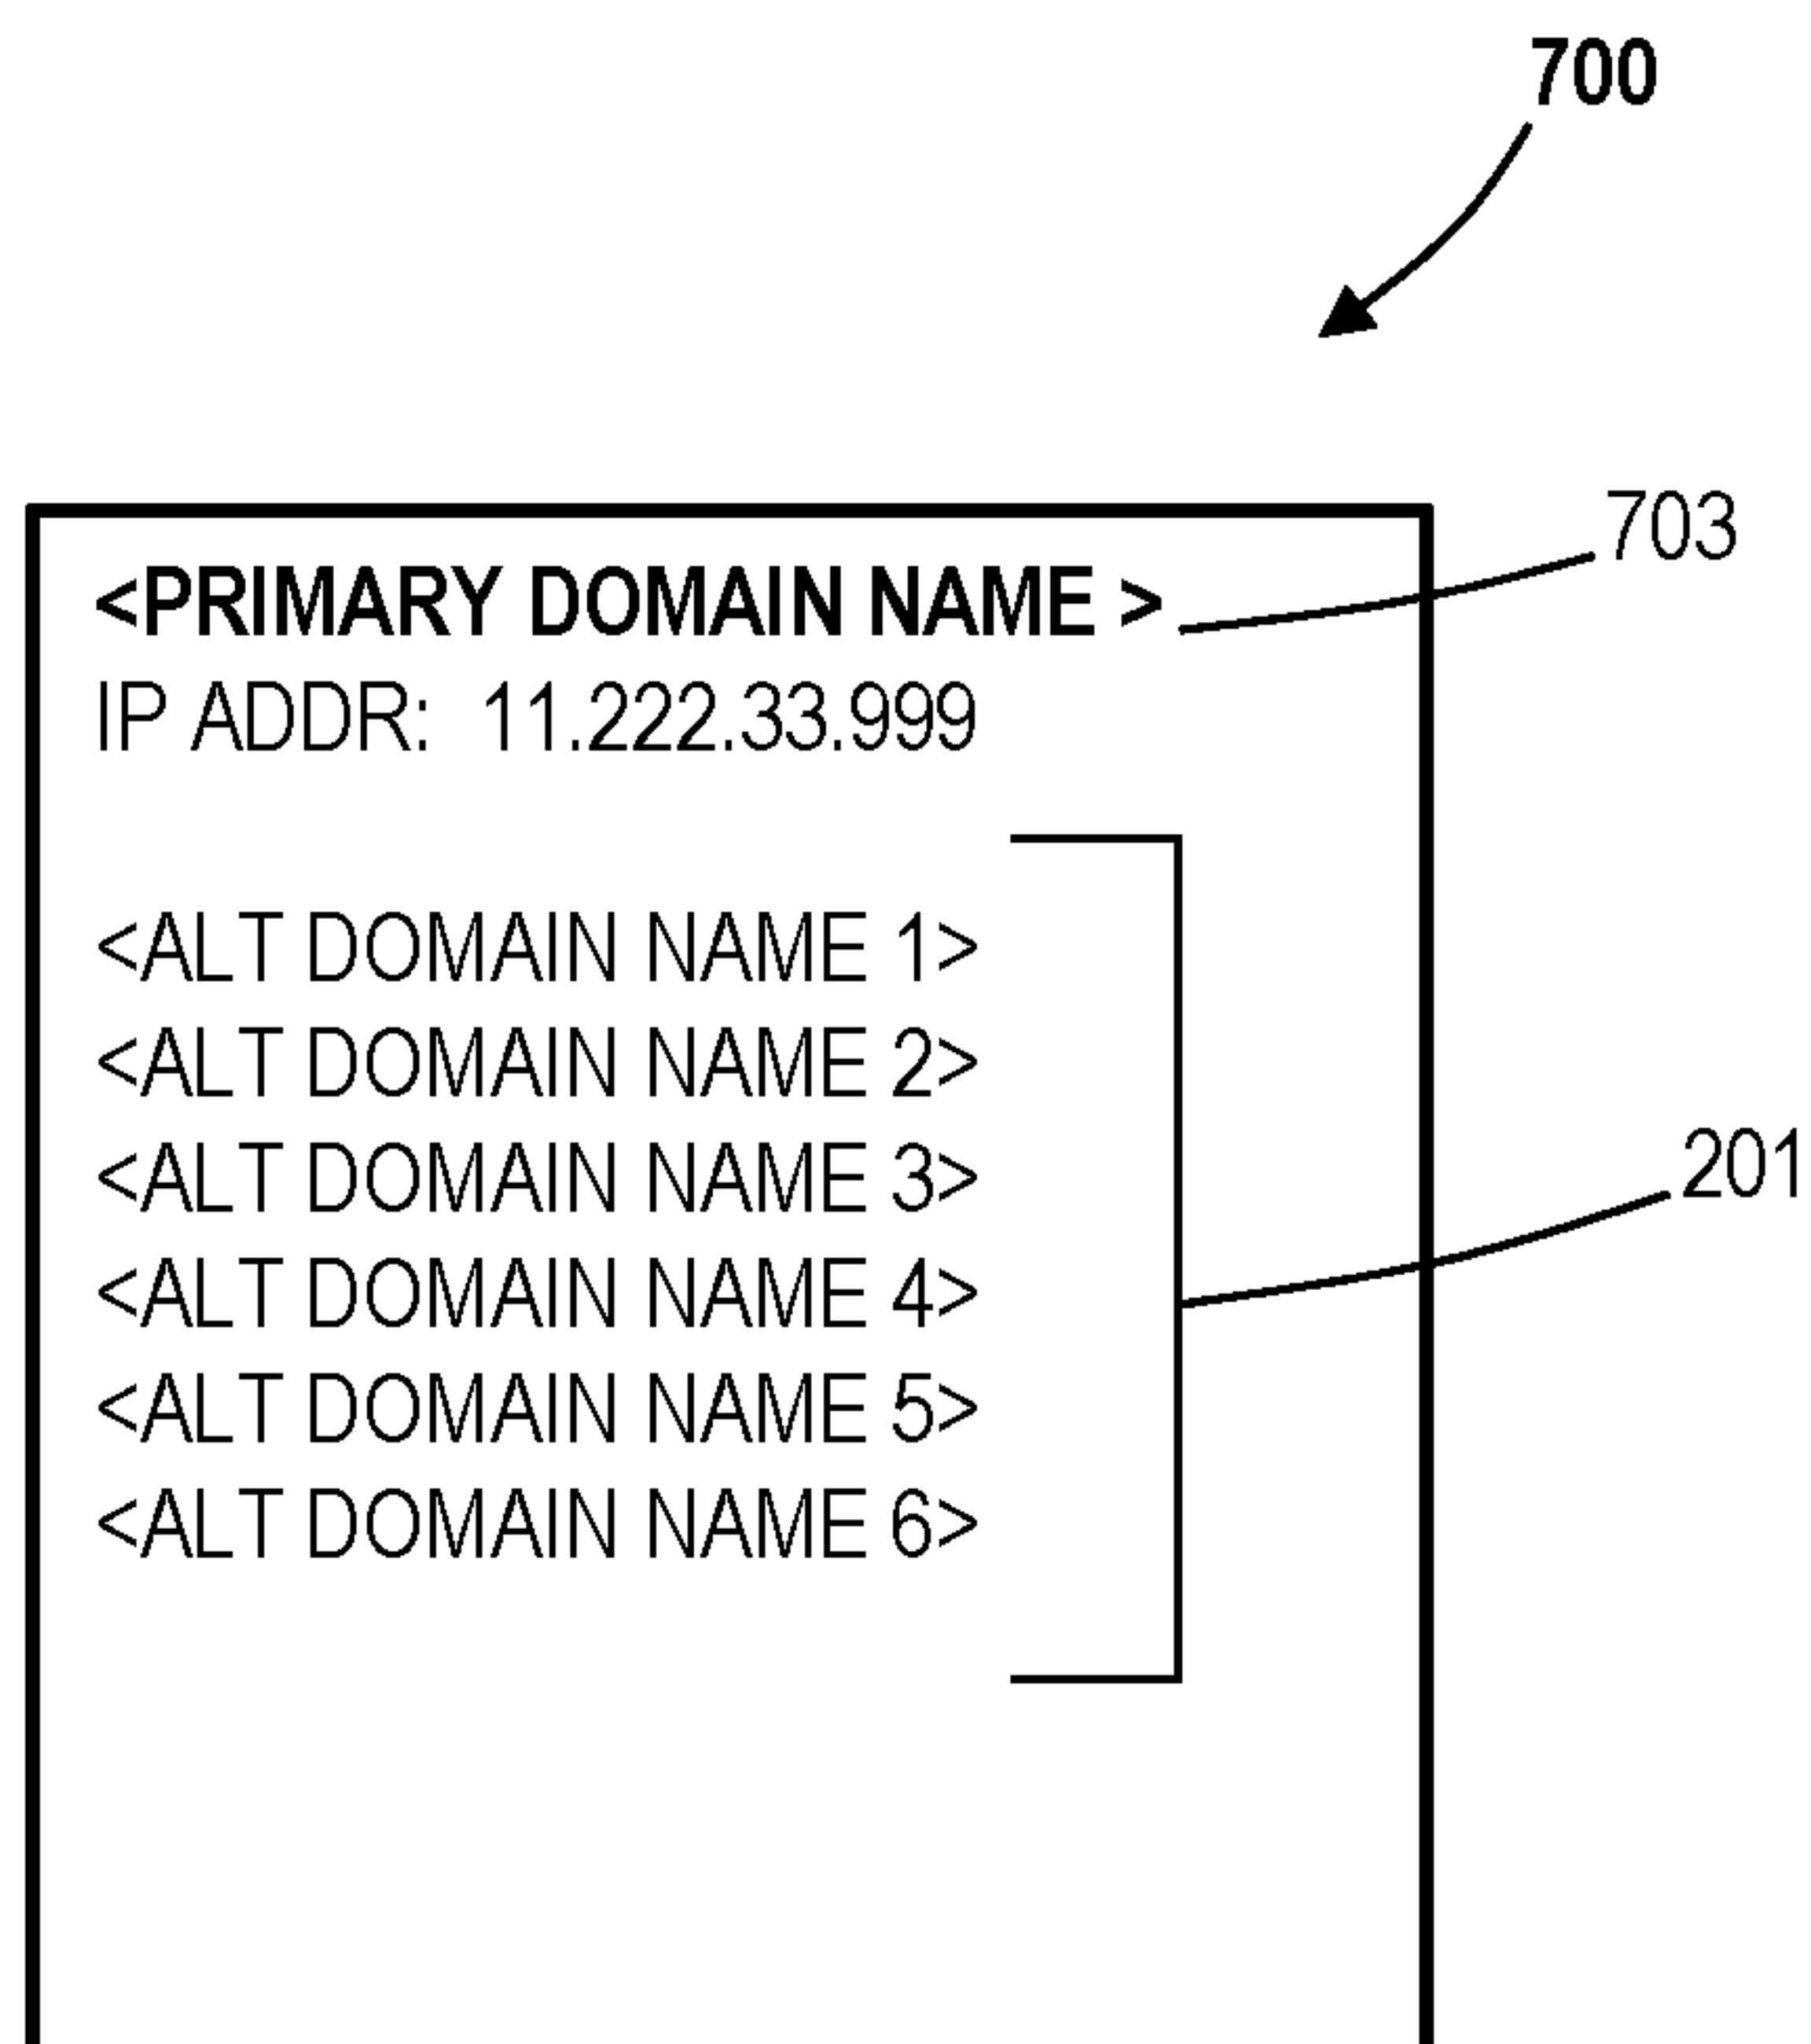 700
703
<PRIMARY DOMAIN NAME >
IP ADDR: 11.222.33.999
<ALT DOMAIN NAME 1>
<ALT DOMAIN NAME 2>
<ALT DOMAIN NAME 3>
201
<ALT DOMAIN NAME 4>
<ALT DOMAIN NAME 5>
<ALT DOMAIN NAME 6>